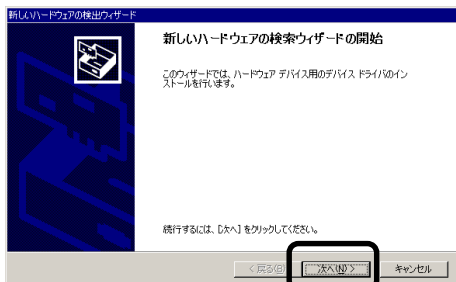 新しいハードウェアの検出ウィザード
新しいハードウェアの検索ウィザードの開始
このウィザードでは、ハードウェア デバイス用のデバイス ドライバのイン
ストールを行います。
続行するには、[次へ] をクリックしてください。
< 戻る(B) 次へ(N) > キャンセル